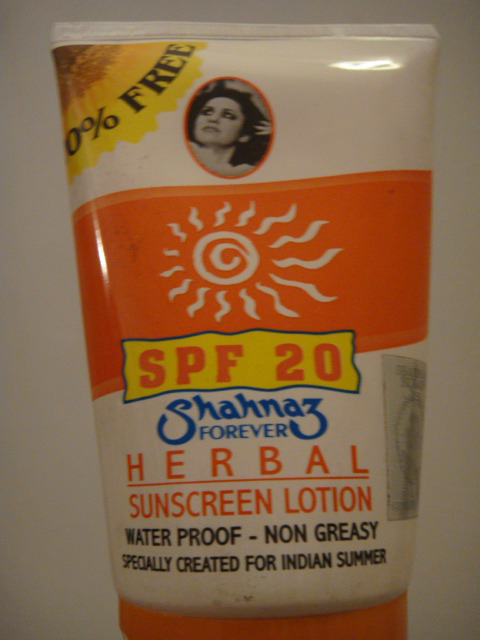 0% FREE
SPF 20
Shahnaz
FOREVER
HERBAL
SUNSCREEN LOTION
WATER PROOF - NON GREASY
SPECIALLY CREATED FOR INDIAN SUMMER